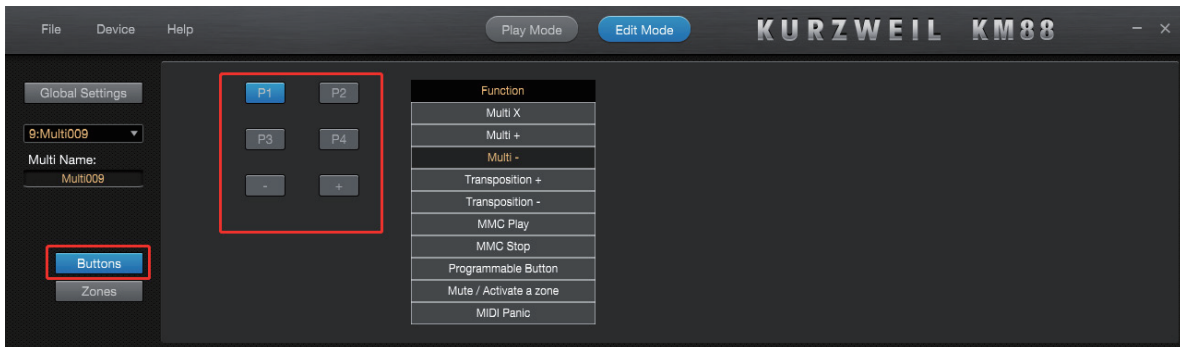 File Device Help Play Mode Edit Mode KURZWEIL KM88
Global Settings
9:Multi009
Multi Name:
Multi009
Buttons
Zones
P1 P2
P3 P4
- +
Function
Multi X
Multi +
Multi -
Transposition +
Transposition -
MMC Play
MMC Stop
Programmable Button
Mute / Activate a zone
MIDI Panic